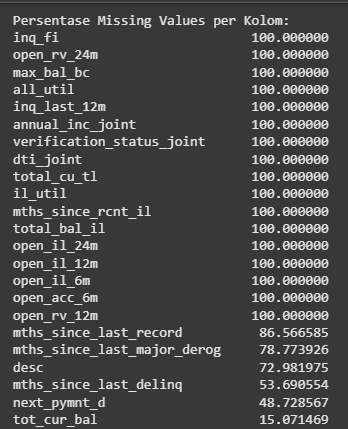 Persentase Missing Values per Kolom:
inq_fi 100.000000
open_rv_24m 100.000000
max_bal_bc 100.000000
all_util 100.000000
inq_last_12m 100.000000
annual_inc_joint 100.000000
verification_status_joint 100.000000
dti_joint 100.000000
total_cu_tl 100.000000
il_util 100.000000
mths_since_rcnt_il 100.000000
total_bal_il 100.000000
open_il_24m 100.000000
open_il_12m 100.000000
open_il_6m 100.000000
open_acc_6m 100.000000
open_rv_12m 100.000000
mths_since_last_record 86.566585
mths_since_last_major_derog 78.773926
desc 72.981975
mths_since_last_delinq 53.690554
next_pymnt_d 48.728567
tot_cur_bal 15.071469